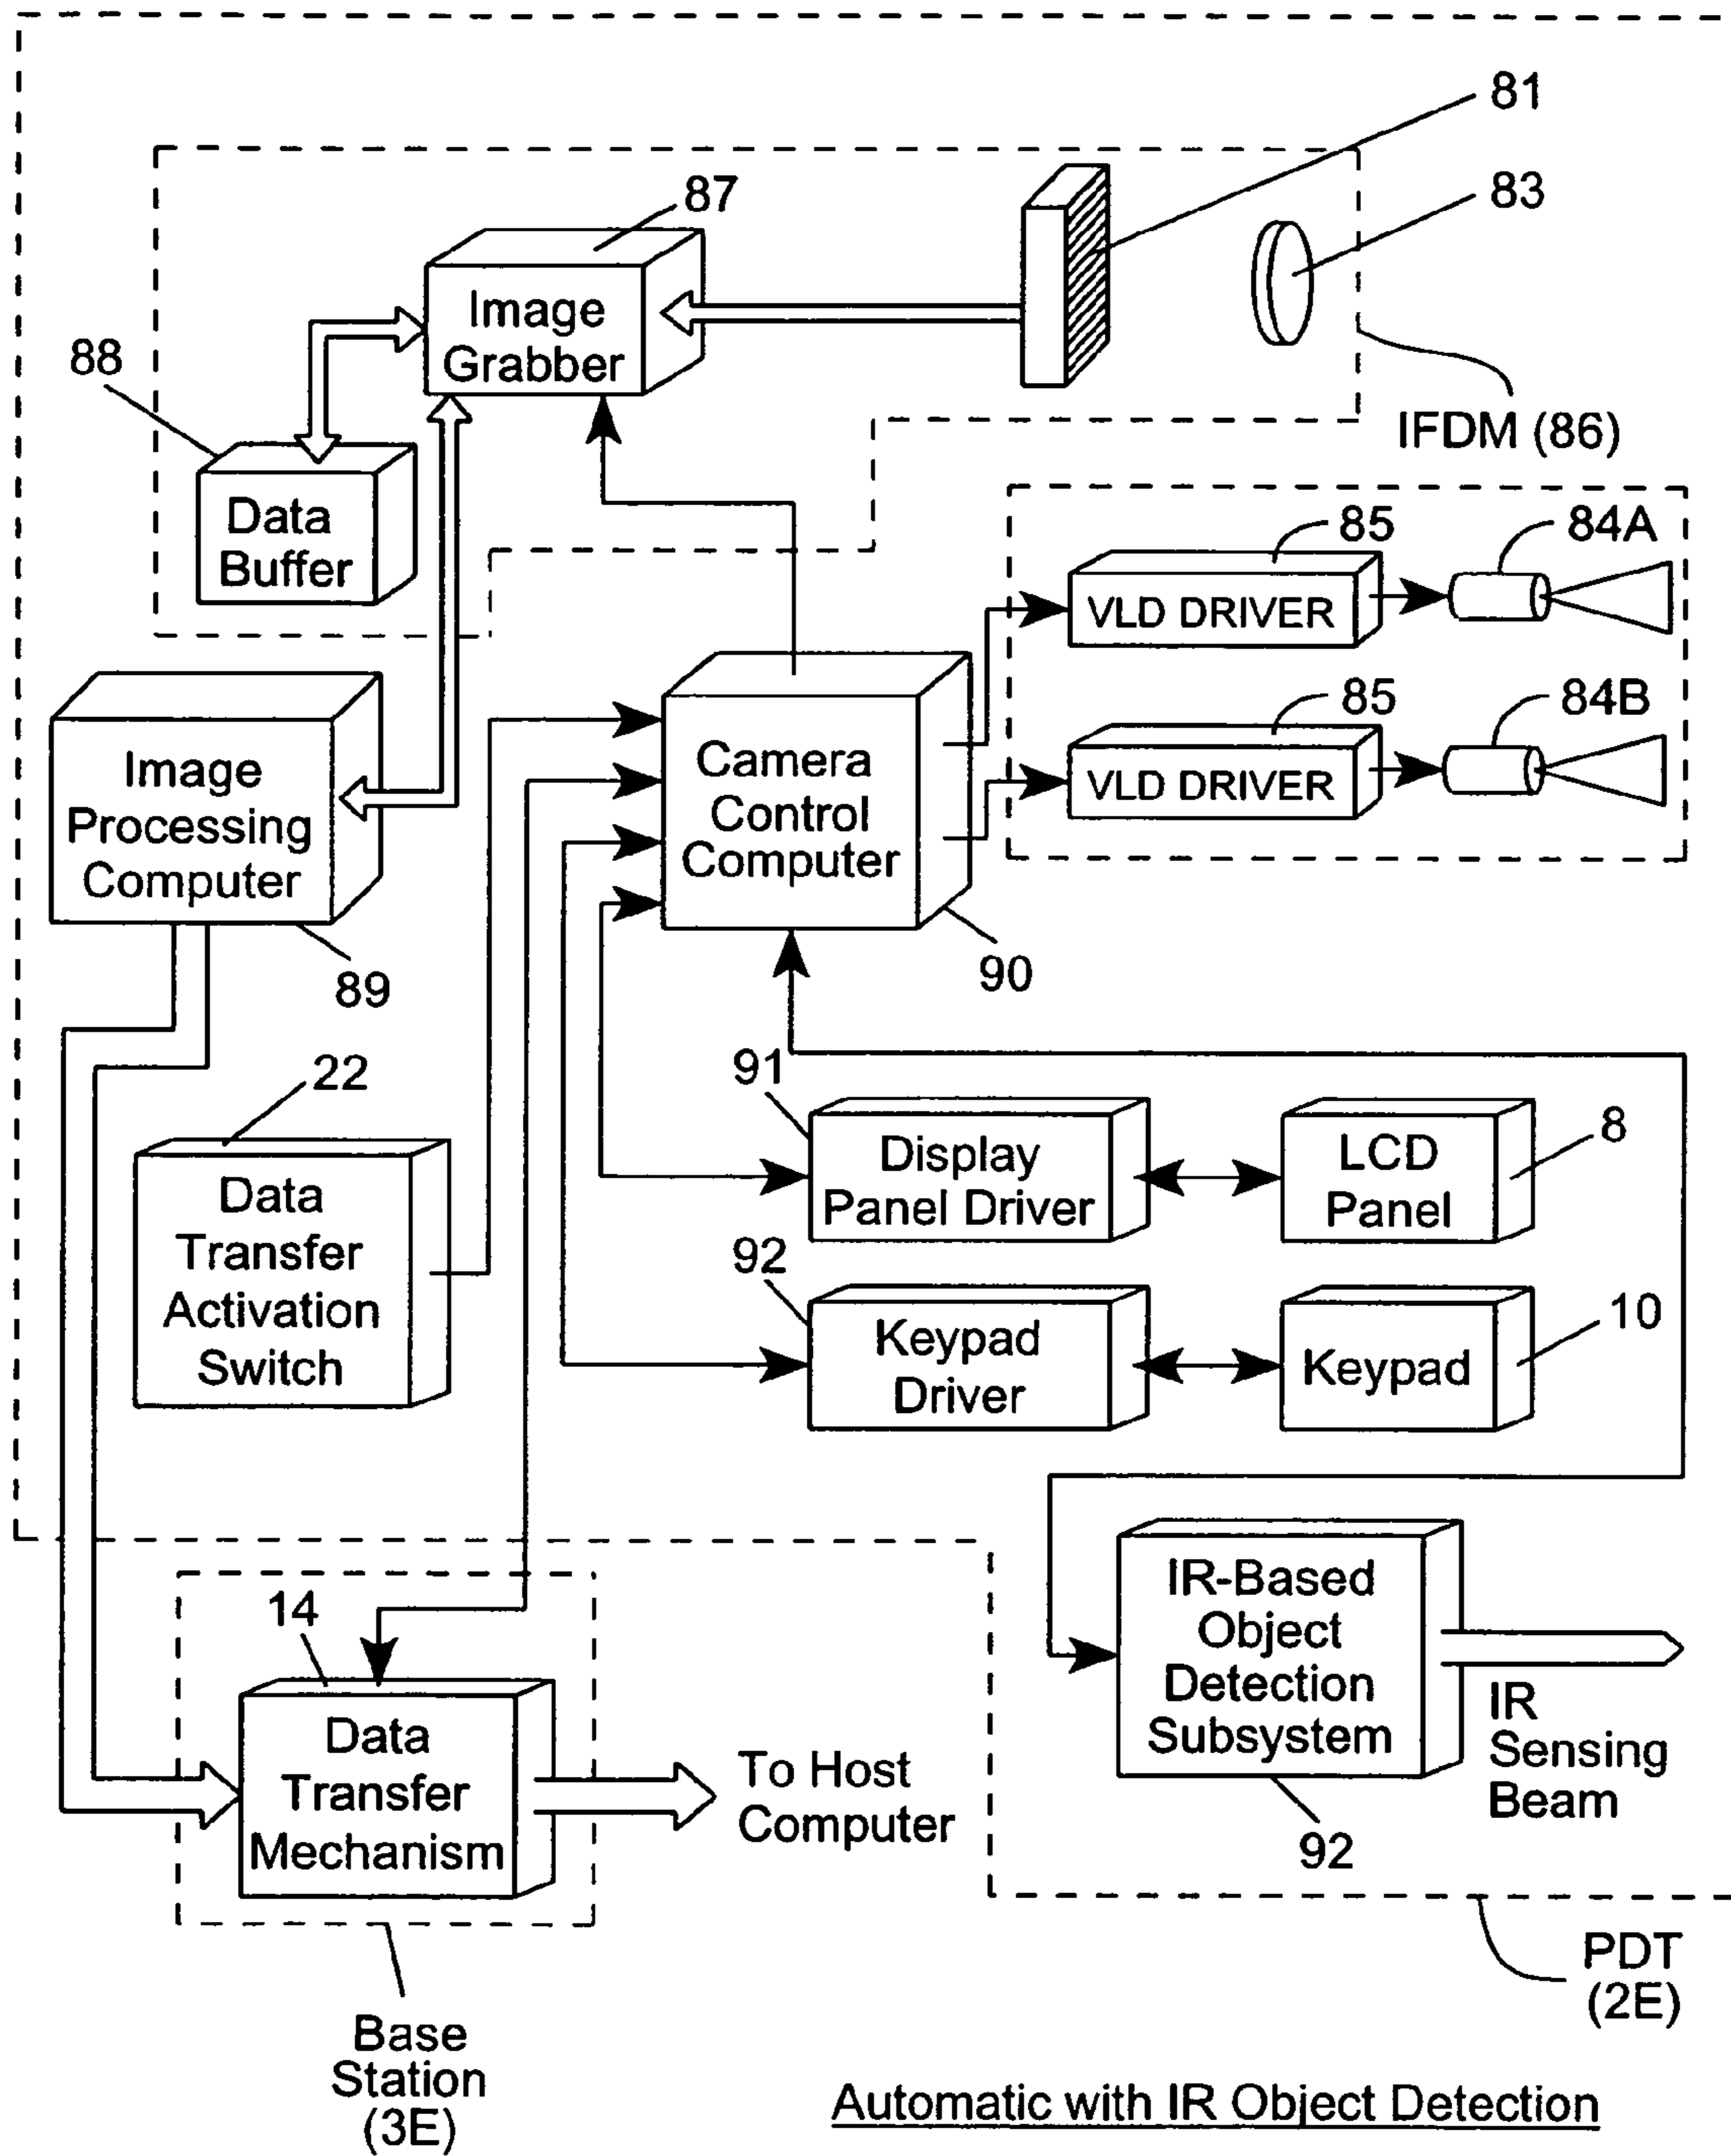 81
83
87
Image
Grabber
88
Data
Buffer
IFDM (86)
85
84A
VLD DRIVER
85
84B
VLD DRIVER
Image
Processing
Computer
89
Camera
Control
Computer
90
22
Data
Transfer
Activation
Switch
91
Display
Panel Driver
LCD
Panel
8
92
Keypad
Driver
Keypad
10
14
Data
Transfer
Mechanism
To Host
Computer
IR-Based
Object
Detection
Subsystem
92
IR
Sensing
Beam
Base
Station
(3E)
PDT
(2E)
Automatic with IR Object Detection